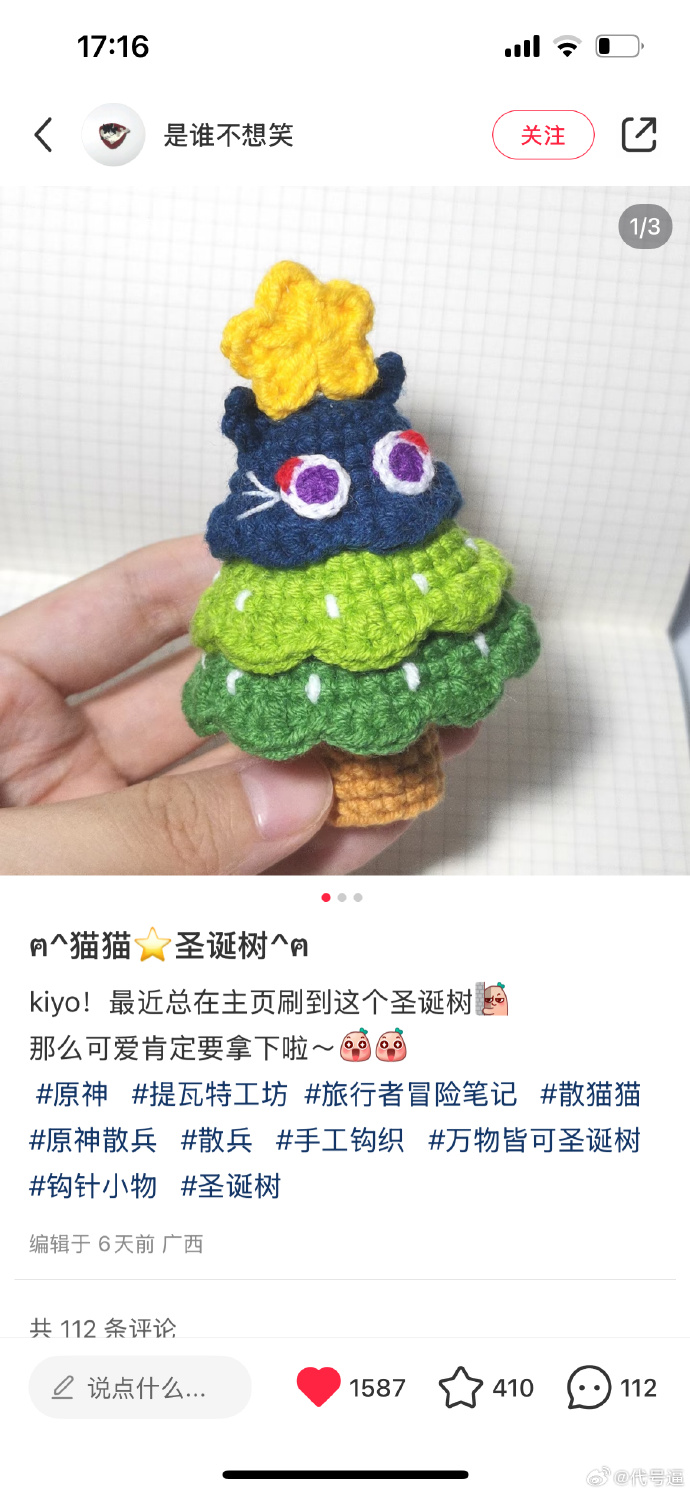 17:16
是谁不想笑
关注
1/3
ฅ^猫猫⭐圣诞树^ฅ
kiyo！最近总在主页刷到这个圣诞树
那么可爱肯定要拿下啦～
#原神 #提瓦特工坊 #旅行者冒险笔记 #散猫猫
#原神散兵 #散兵 #手工钩织 #万物皆可圣诞树
#钩针小物 #圣诞树
编辑于 6天前 广西
共 112 条评论
说点什么...
1587
410
112
@代号逼